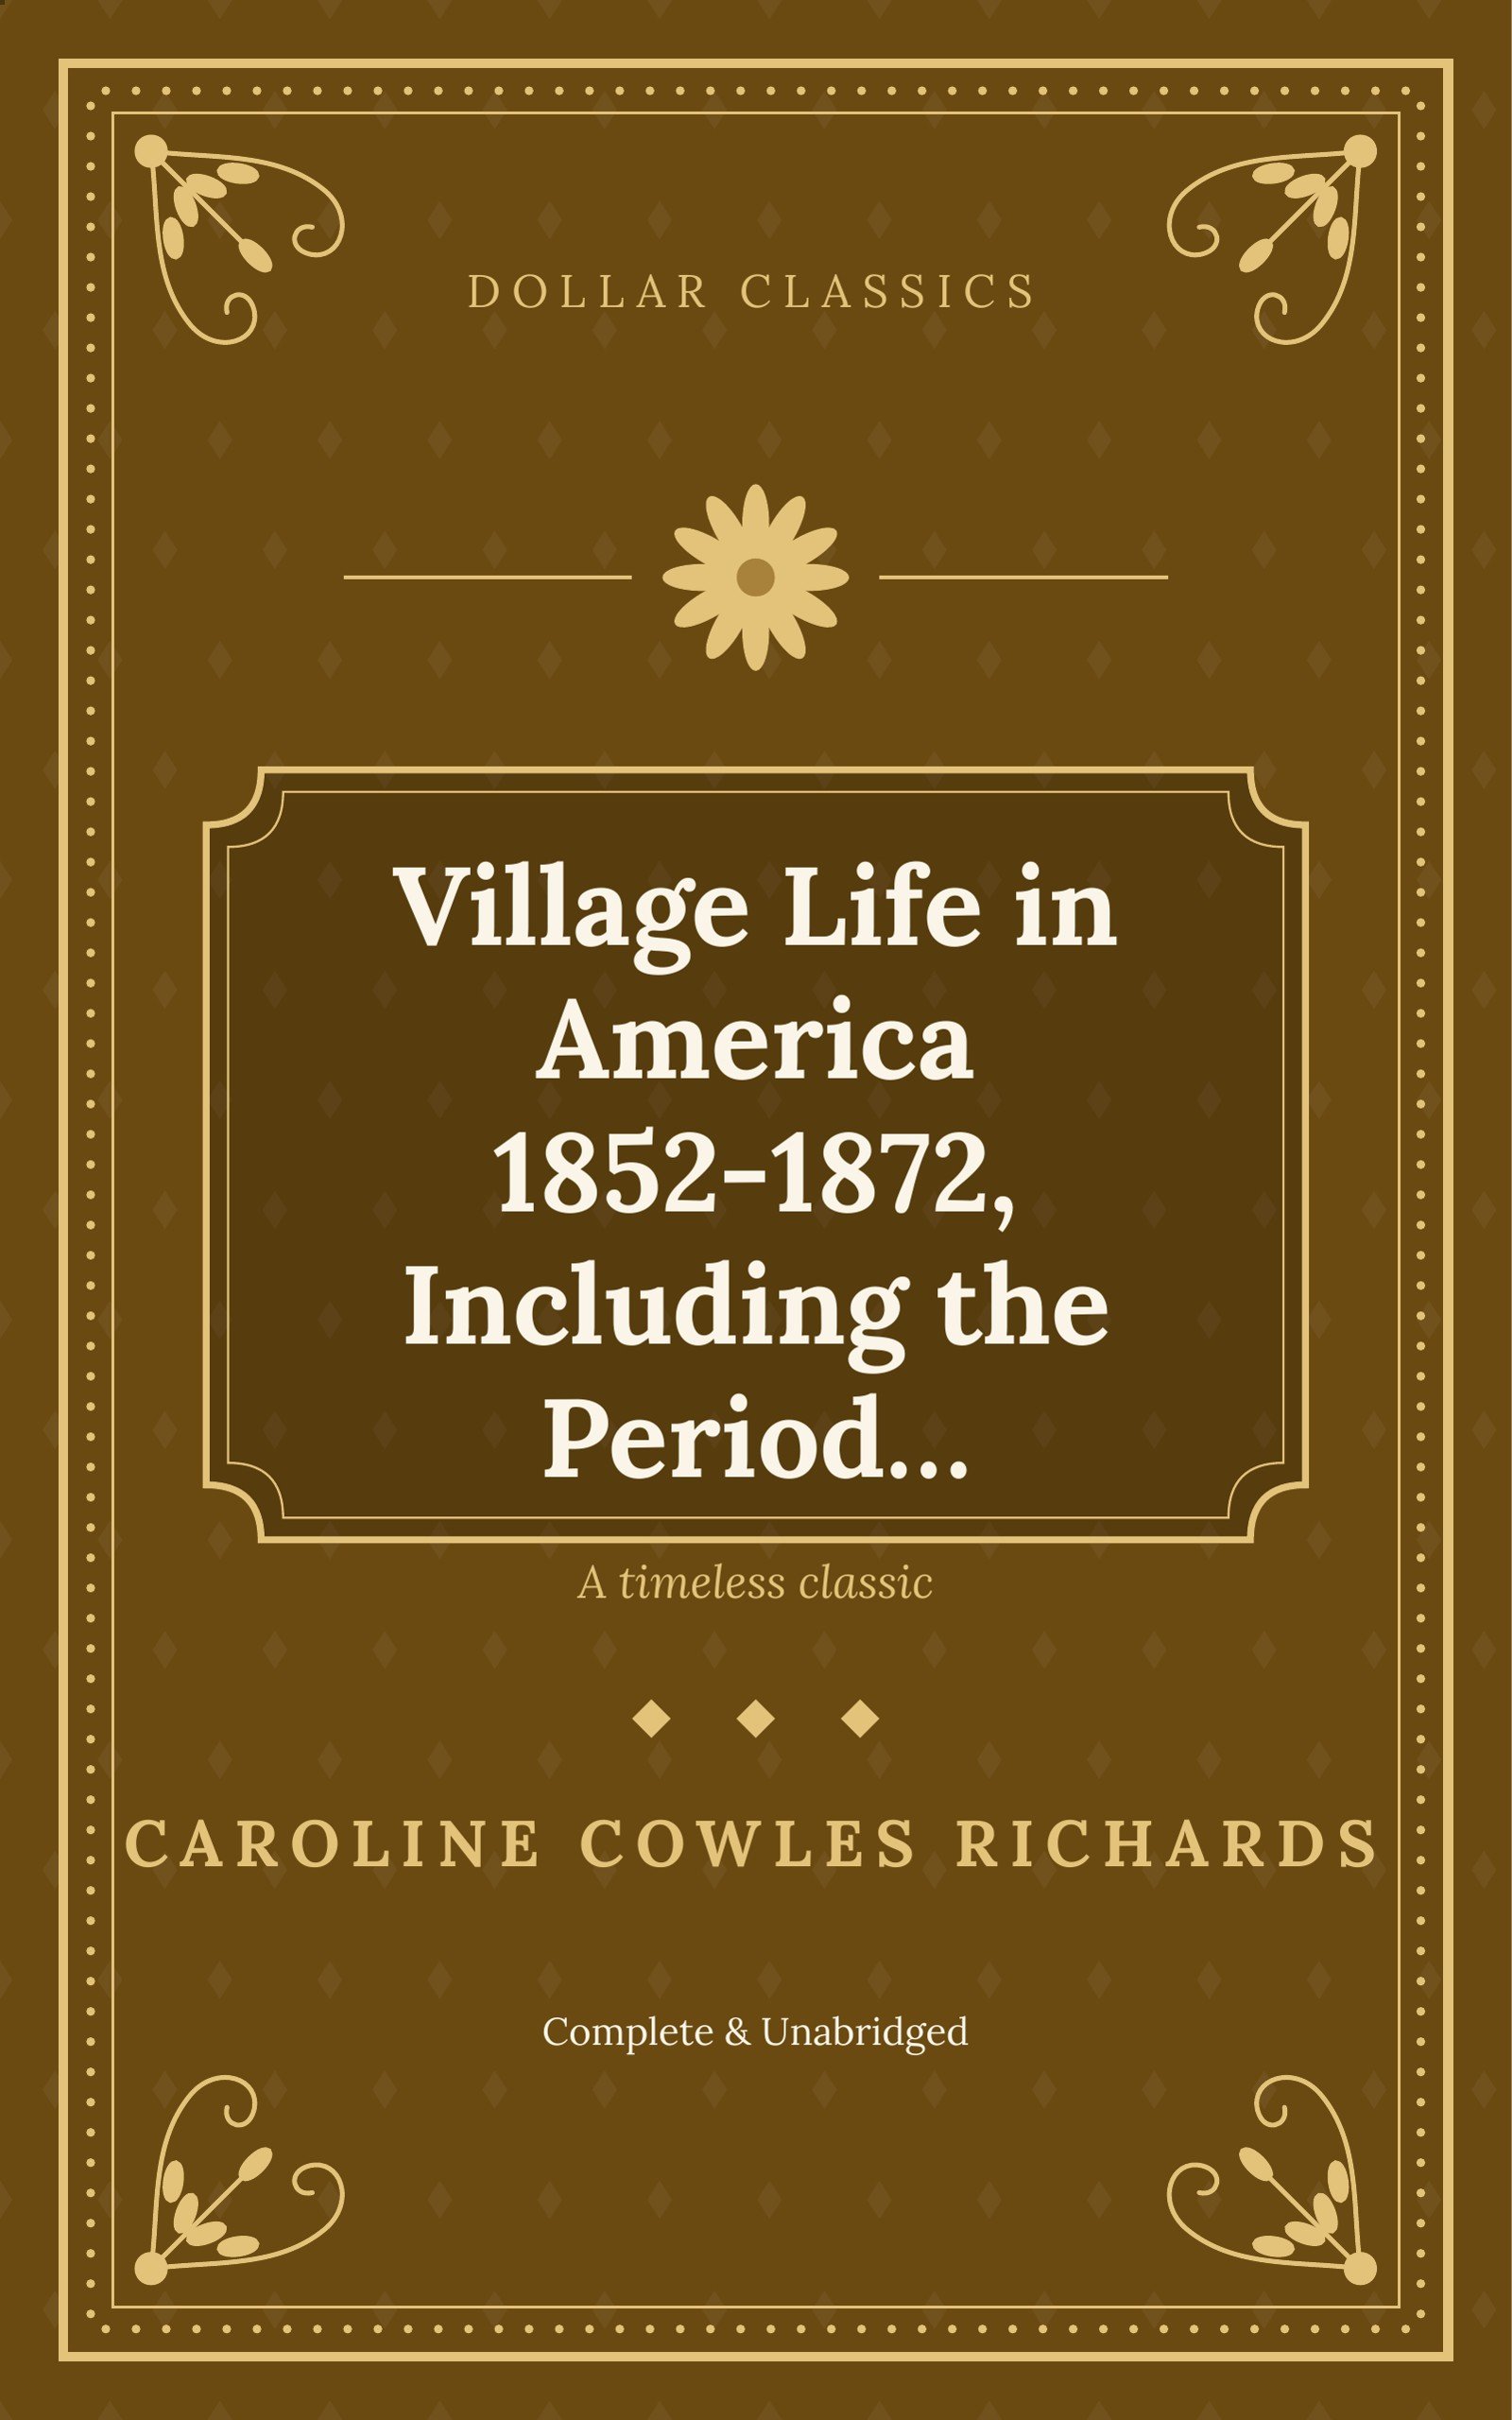 DOLLAR CLASSICS
Village Life in
America
1852-1872,
Including the
Period...
A timeless classic
CAROLINE COWLES RICHARDS
Complete & Unabridged